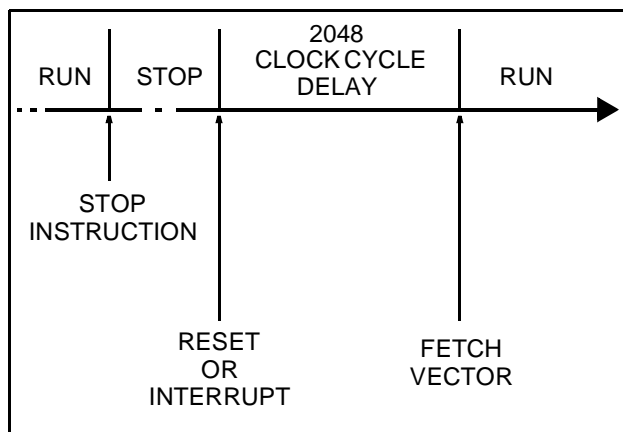 2048
CLOCK CYCLE
DELAY
RUN
STOP
RUN
STOP
INSTRUCTION
RESET
OR
INTERRUPT
FETCH
VECTOR